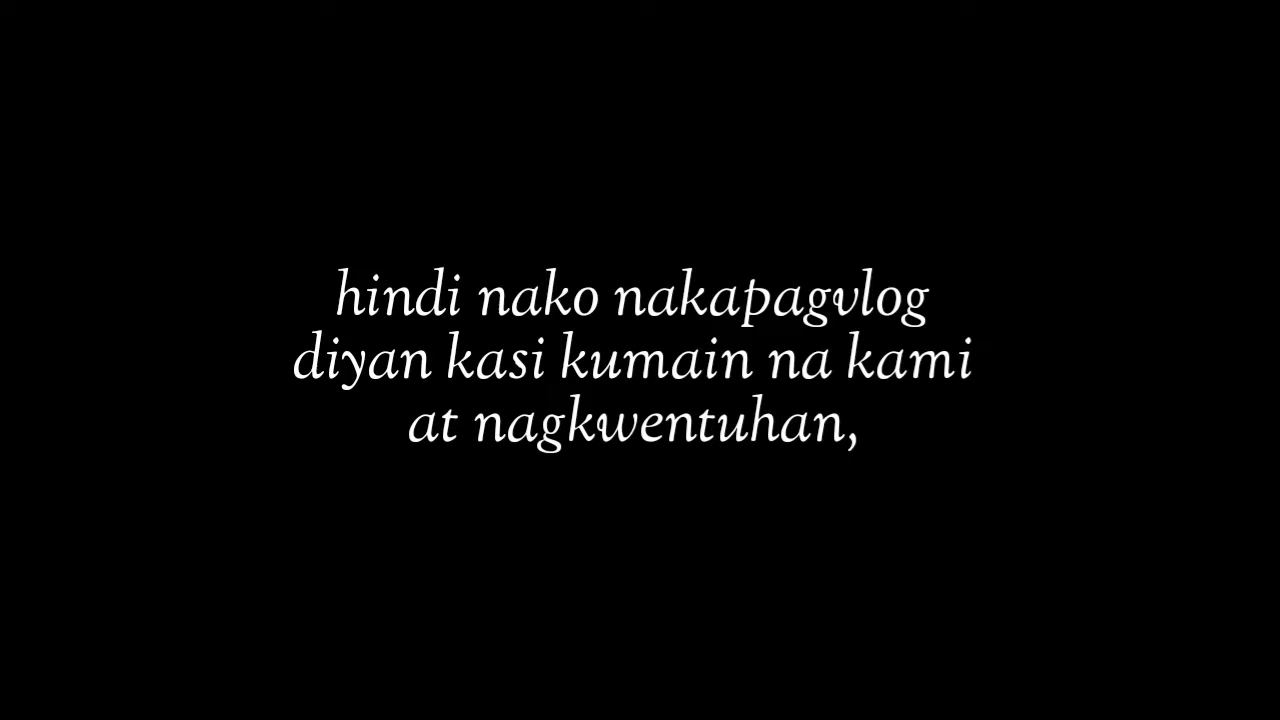 hindi nako nakapagvlog
diyan kasi kumain na kami
at nagkwentuhan,